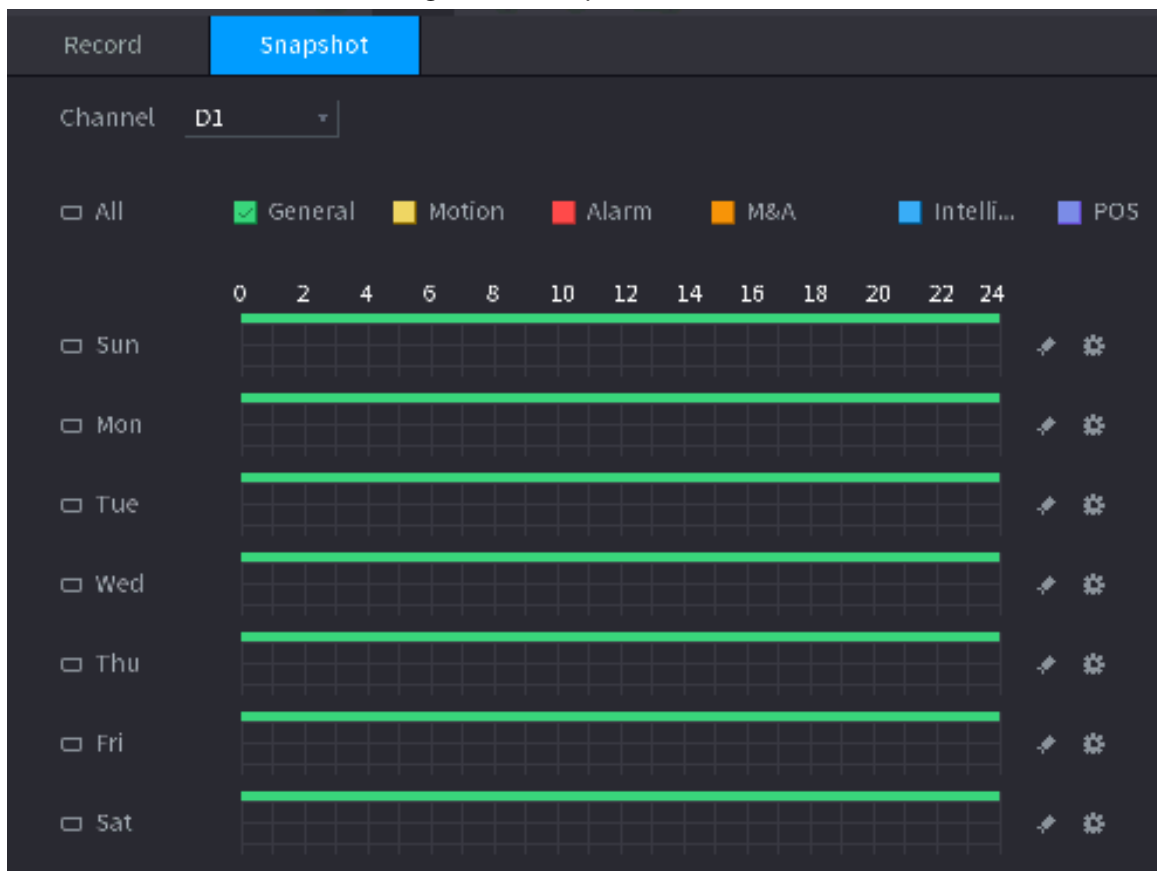 Record Snapshot
Channel D1
All General Motion Alarm M&A Intelli... POS
0 2 4 6 8 10 12 14 16 18 20 22 24
Sun
Mon
Tue
Wed
Thu
Fri
Sat